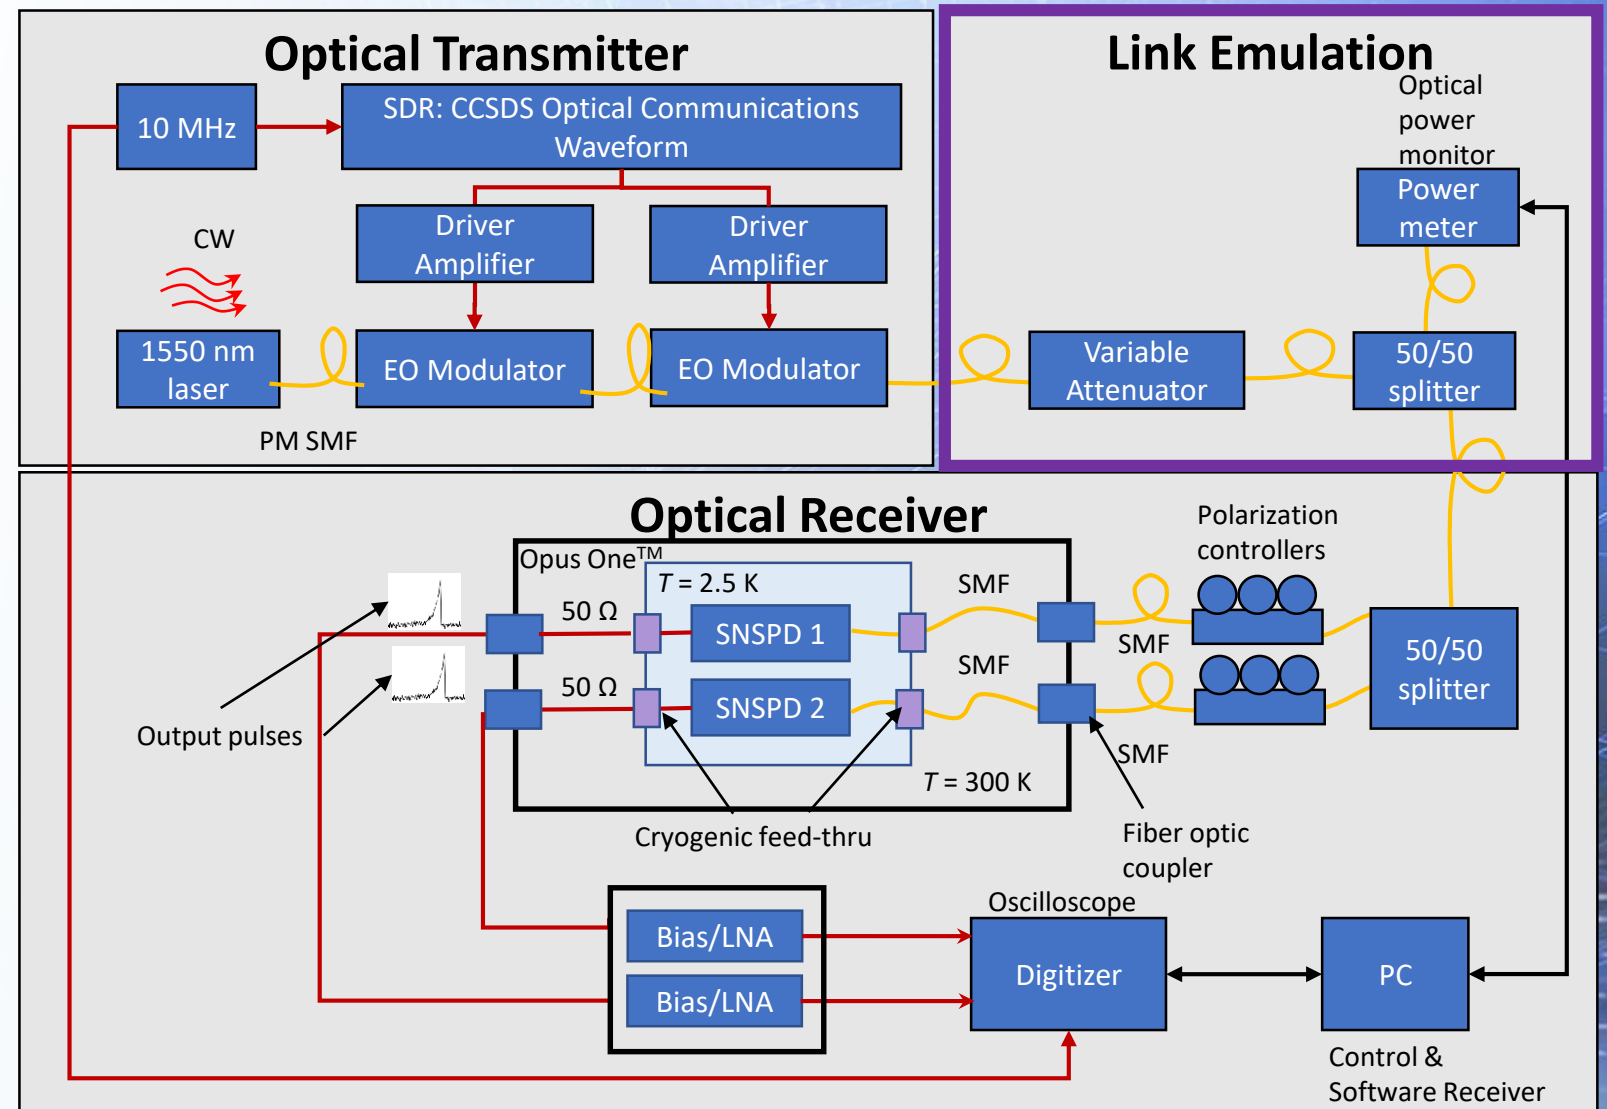 Optical Transmitter
10 MHz
SDR: CCSDS Optical Communications
Waveform
Driver
Amplifier
Driver
Amplifier
CW
1550 nm
laser
EO Modulator
EO Modulator
PM SMF
Link Emulation
Optical
power
monitor
Power
meter
Variable
Attenuator
50/50
splitter
Optical Receiver
Opus One™
T = 2.5 K
50 Ω
SNSPD 1
SMF
50 Ω
SNSPD 2
SMF
T = 300 K
Polarization
controllers
SMF
SMF
50/50
splitter
Output pulses
Cryogenic feed-thru
Fiber optic
coupler
Bias/LNA
Bias/LNA
Oscilloscope
Digitizer
PC
Control &
Software Receiver